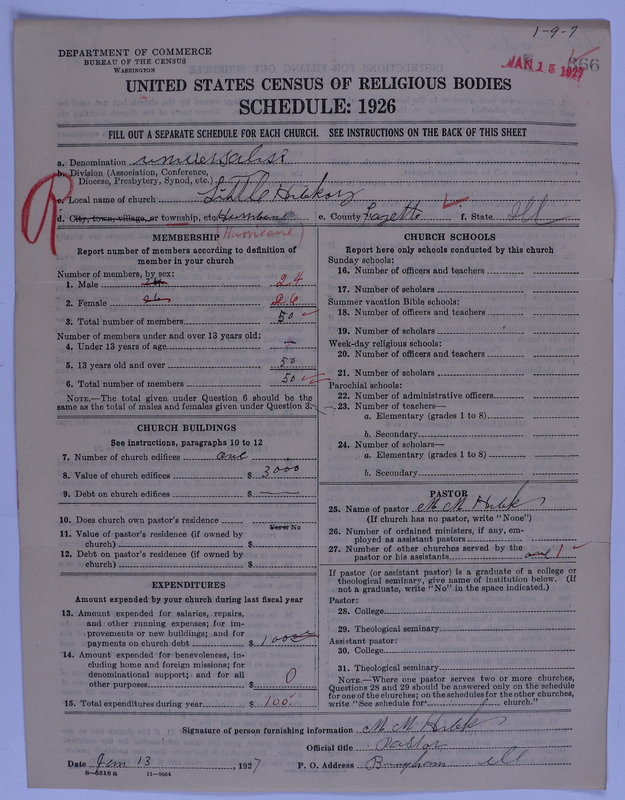 1-9-7
DEPARTMENT OF COMMERCE
BUREAU OF THE CENSUS
WASHINGTON
JAN 15 1927
366
UNITED STATES CENSUS OF RELIGIOUS BODIES
SCHEDULE: 1926
FILL OUT A SEPARATE SCHEDULE FOR EACH CHURCH. SEE INSTRUCTIONS ON THE BACK OF THIS SHEET
a. Denomination universalist
b. Division (Association, Conference, Diocese, Presbytery, Synod, etc.)
c. Local name of church Little Hickory
d. City, town, village, or township, etc. e. County Fayette f. State Ill
R
(Hurricane)
MEMBERSHIP
Report number of members according to definition of member in your church
Number of members, by sex:
1. Male 24 24
2. Female 26 26
3. Total number of members 50
Number of members under and over 13 years old:
4. Under 13 years of age —
5. 13 years old and over 50
6. Total number of members 50
NOTE.—The total given under Question 6 should be same as the total of males and females given under Question 3.
CHURCH BUILDINGS
See instructions, paragraphs 10 to 12
7. Number of church edifices one
8. Value of church edifices $ 3000
9. Debt on church edifices $ —
10. Does church own pastor's residence
Yes or No
11. Value of pastor's residence (if owned by church) $
12. Debt on pastor's residence (if owned by church) $
EXPENDITURES
Amount expended by your church during last fiscal year
13. Amount expended for salaries, repairs, and other running expenses; for improvements or new buildings; and for payments on church debt $
14. Amount expended for benevolences, including home and foreign missions; for denominational support; and for all other purposes $ 0
15. Total expenditures during year $ 100
CHURCH SCHOOLS
Report here only schools conducted by this church
Sunday schools:
16. Number of officers and teachers
17. Number of scholars
Summer vacation Bible schools:
18. Number of officers and teachers
19. Number of scholars
Week-day religious schools:
20. Number of officers and teachers
21. Number of scholars
Parochial schools:
22. Number of administrative officers
23. Number of teachers—
a. Elementary (grades 1 to 8)
b. Secondary
24. Number of scholars—
a. Elementary (grades 1 to 8)
b. Secondary
PASTOR
25. Name of pastor M M
(If church has no pastor, write "None")
26. Number of ordained ministers, if any, employed as assistant pastors
27. Number of other churches served by the pastor or his assistants one 1
If pastor (or assistant pastor) is a graduate of a college or theological seminary, give name of institution below. (If not a graduate, write "No" in the space indicated.)
Pastor:
28. College
29. Theological seminary
Assistant pastor:
30. College
31. Theological seminary
NOTE.—Where one pastor serves two or more churches, Questions 28 and 29 should be answered only on the schedule for one of the churches; on the schedules for the other churches, write "See schedule for church."
Signature of person furnishing information M M
Official title Pastor
Date Jan 13, 1927 P. O. Address Bingham Ill
8-6518 a 11-9034